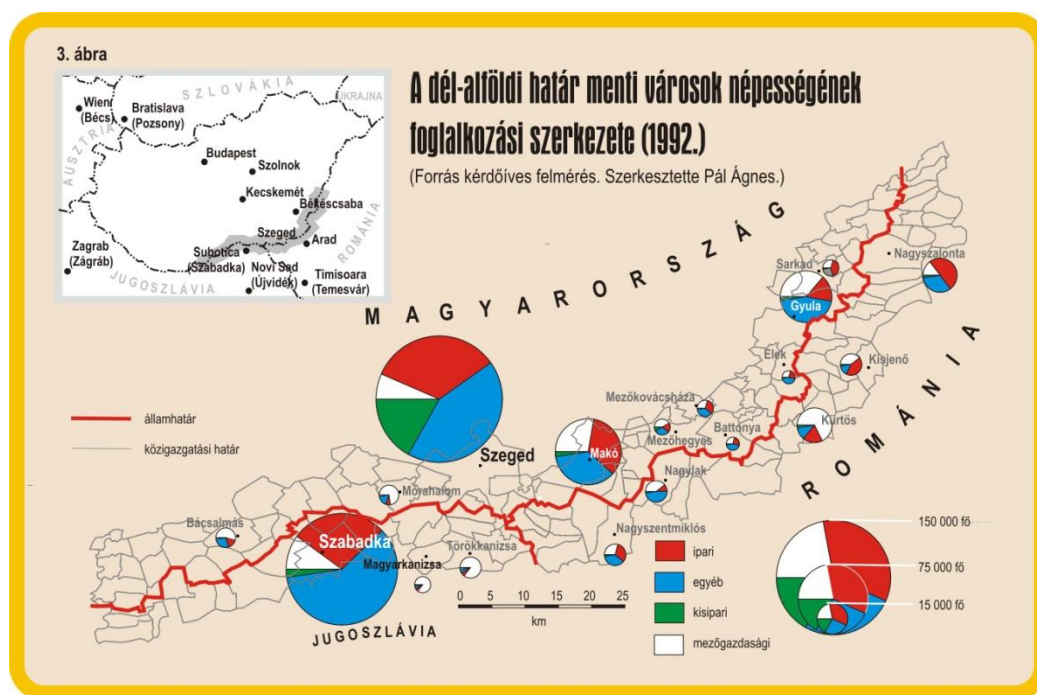 3. ábra
A dél-alföldi határ menti városok népességének
foglalkozási szerkezete (1992.)
(Forrás kérdőíves felmérés. Szerkesztette Pál Ágnes.)
SZLOVÁKIA
UKRAJNA
Wien
(Bécs)
Bratislava
(Pozsony)
AUSZTRIA
Budapest
Szolnok
Kecskemét
Békéscsaba
Szeged
Arad
ROMÁNIA
Zagrab
(Zágráb)
Subotica
(Szabadka)
Novi Sad
(Újvidék)
Timisoara
(Temesvár)
JUGOSZLÁVIA
MAGYARORSZÁG
Nagyszalonta
Sarkad
Gyula
Elek
Kisjenő
ROMÁNIA
Mezőkovácsháza
Kürtös
Battonya
Mezőhegyes
államhatár
közigazgatási határ
Szeged
Makó
Nagylak
Mórahalom
Bácsalmás
Szabadka
Nagyszentmiklós
Törökkanizsa
Magyarkanizsa
JUGOSZLÁVIA
0 5 10 15 20 25
km
ipari
egyéb
kisipari
mezőgazdasági
150 000 fő
75 000 fő
15 000 fő